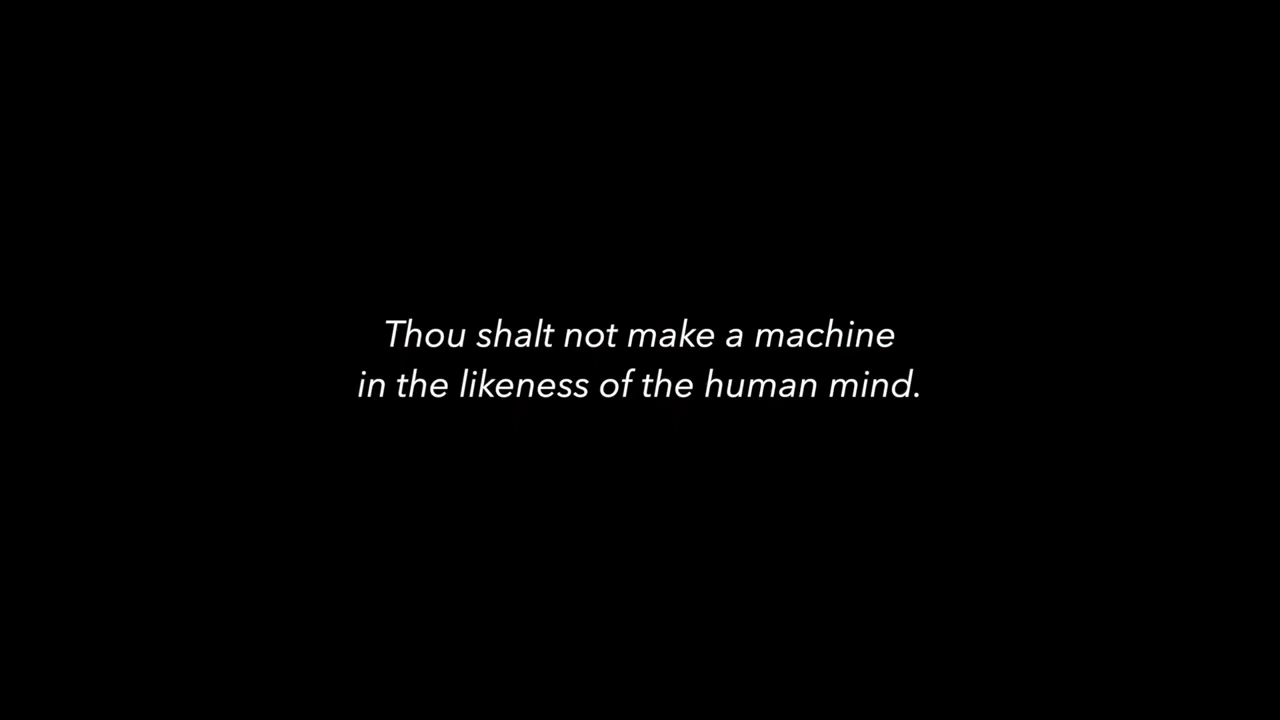 Thou shalt not make a machine
in the likeness of the human mind.